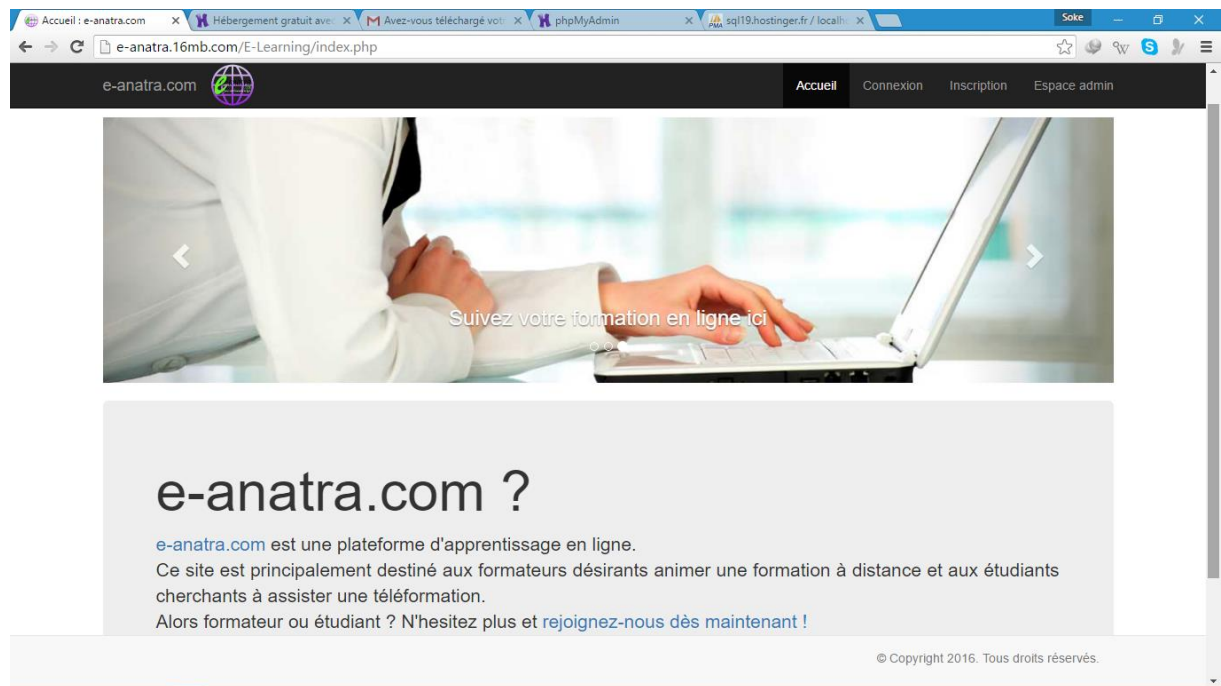 Accueil : e-anatra.com
Hébergement gratuit avec
Avez-vous téléchargé vot
phpMyAdmin
sql19.hostinger.fr / localh
Soke
e-anatra.16mb.com/E-Learning/index.php
e-anatra.com
Accueil
Connexion
Inscription
Espace admin
Suivez votre formation en ligne ici
e-anatra.com ?
e-anatra.com est une plateforme d'apprentissage en ligne.
Ce site est principalement destiné aux formateurs désirants animer une formation à distance et aux étudiants
cherchants à assister une téléformation.
Alors formateur ou étudiant ? N'hesitez plus et rejoignez-nous dès maintenant !
© Copyright 2016. Tous droits réservés.